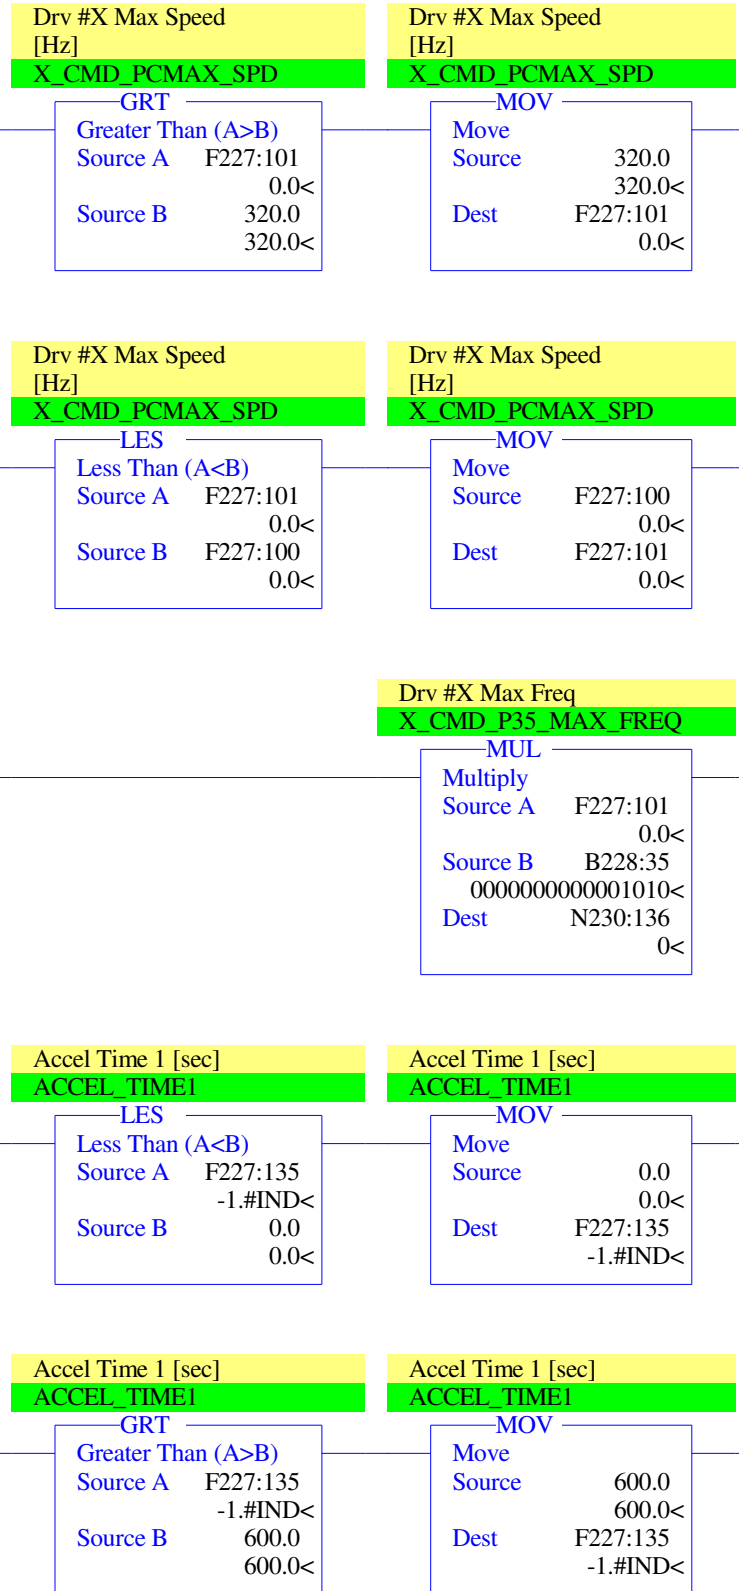 Drv #X Max Speed
[Hz]
X_CMD_PCMAX_SPD
GRT
Greater Than (A>B)
Source A F227:101
0.0<
Source B 320.0
320.0<
Drv #X Max Speed
[Hz]
X_CMD_PCMAX_SPD
MOV
Move
Source 320.0
320.0<
Dest F227:101
0.0<
Drv #X Max Speed
[Hz]
X_CMD_PCMAX_SPD
LES
Less Than (A<B)
Source A F227:101
0.0<
Source B F227:100
0.0<
Drv #X Max Speed
[Hz]
X_CMD_PCMAX_SPD
MOV
Move
Source F227:100
0.0<
Dest F227:101
0.0<
Drv #X Max Freq
X_CMD_P35_MAX_FREQ
MUL
Multiply
Source A F227:101
0.0<
Source B B228:35
0000000000001010<
Dest N230:136
0<
Accel Time 1 [sec]
ACCEL_TIME1
LES
Less Than (A<B)
Source A F227:135
-1.#IND<
Source B 0.0
0.0<
Accel Time 1 [sec]
ACCEL_TIME1
MOV
Move
Source 0.0
0.0<
Dest F227:135
-1.#IND<
Accel Time 1 [sec]
ACCEL_TIME1
GRT
Greater Than (A>B)
Source A F227:135
-1.#IND<
Source B 600.0
600.0<
Accel Time 1 [sec]
ACCEL_TIME1
MOV
Move
Source 600.0
600.0<
Dest F227:135
-1.#IND<